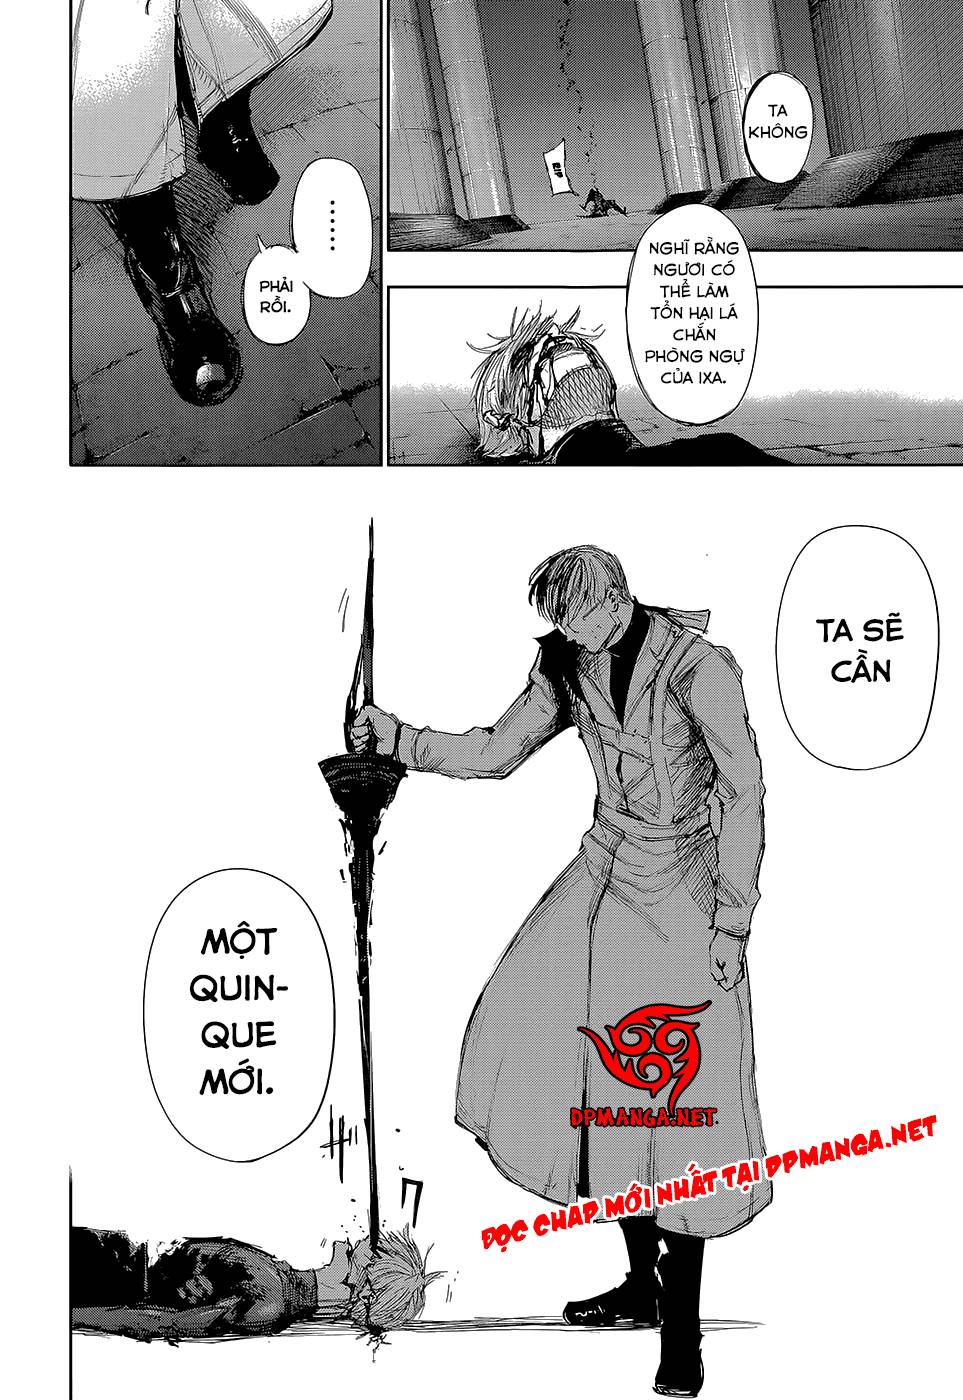 TA
KHÔNG
RIP
NGHĨ RẰNG
NGƯƠI CÓ
THỂ LÀM
TỔN HẠI LÁ
CHẮN
PHÒNG NGỰ
CỦA IXA.
......
PHẢI
RỒI.
TA SẼ
CẦN
MỘT
QUIN-
QUE
MỚI.
DPMANGA.NET
ĐỌC CHAP MỚI NHẤT TẠI DPMANGA.NET